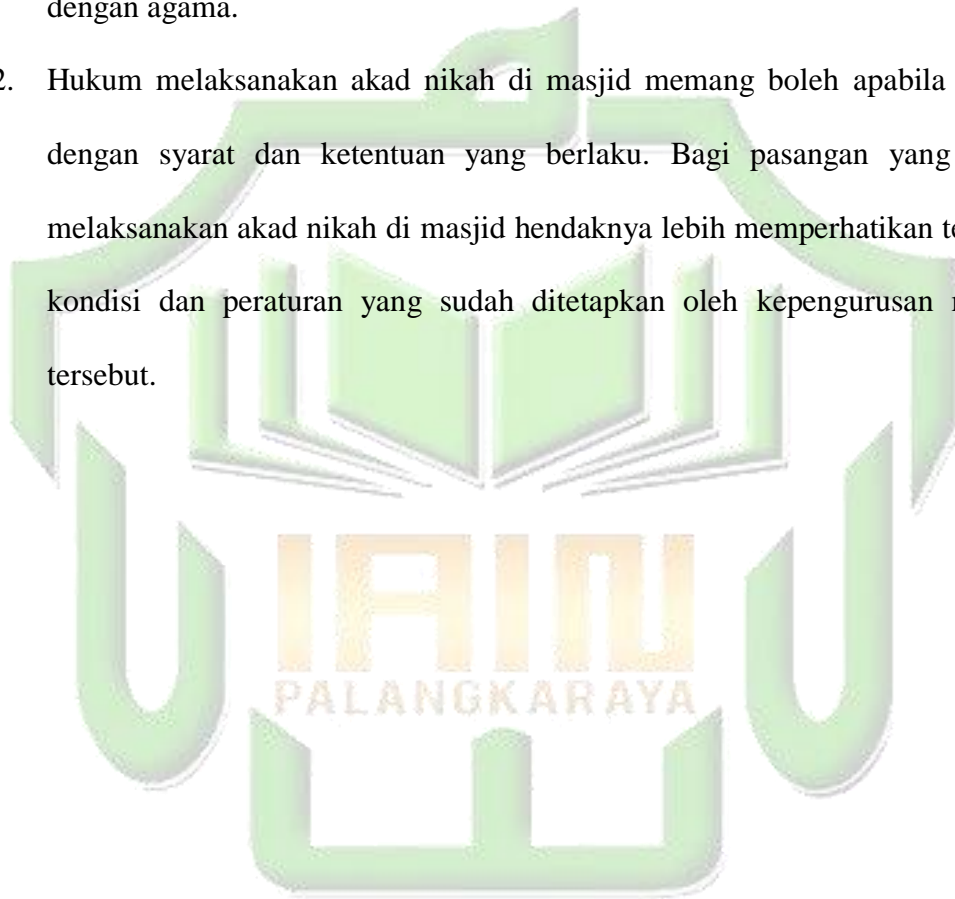 dengan agama.
2. Hukum melaksanakan akad nikah di masjid memang boleh apabila
dengan syarat dan ketentuan yang berlaku. Bagi pasangan yang
melaksanakan akad nikah di masjid hendaknya lebih memperhatikan
kondisi dan peraturan yang sudah ditetapkan oleh kepengurusan
tersebut.
IAIN
PALANGKARAYA